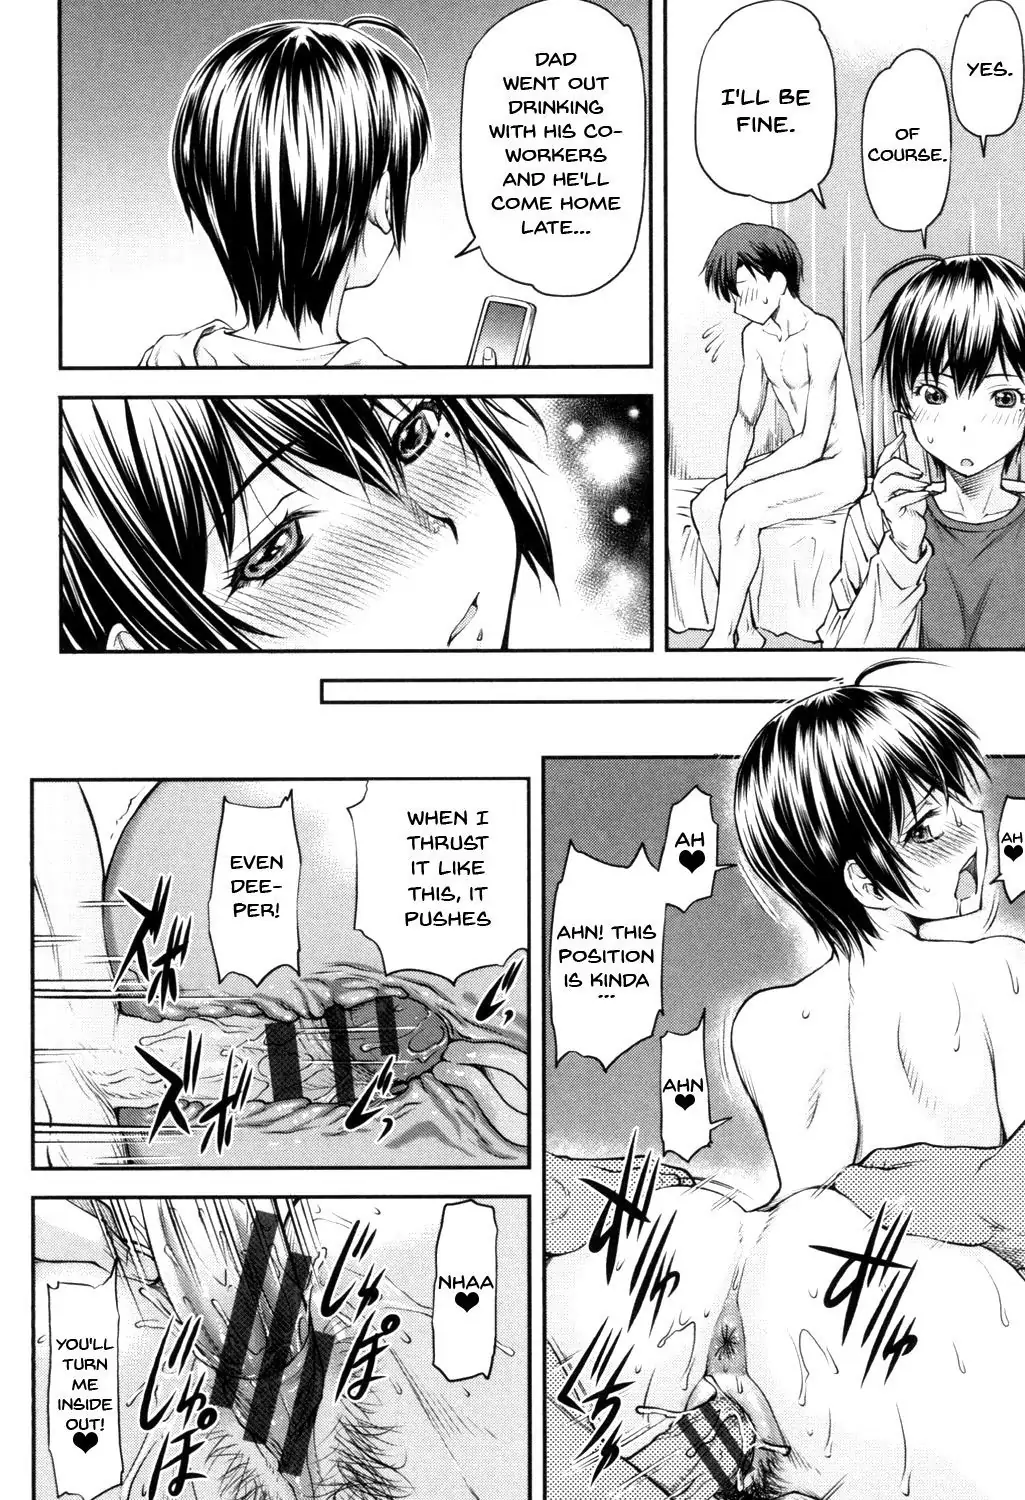 YES.
OF
COURSE.
I'LL BE
FINE.
DAD
WENT OUT
DRINKING
WITH HIS CO-
WORKERS
AND HE'LL
COME HOME
LATE...
AH
♥
AH
♥
AHN! THIS
POSITION
IS KINDA
...
AHN
♥
WHEN I
THRUST
IT LIKE
THIS, IT
PUSHES
EVEN
DEE-
PER!
ズボ
ズボ
NHAA
♥
じゅぽ
じゅぽ
YOU'LL
TURN
ME
INSIDE
OUT!
♥